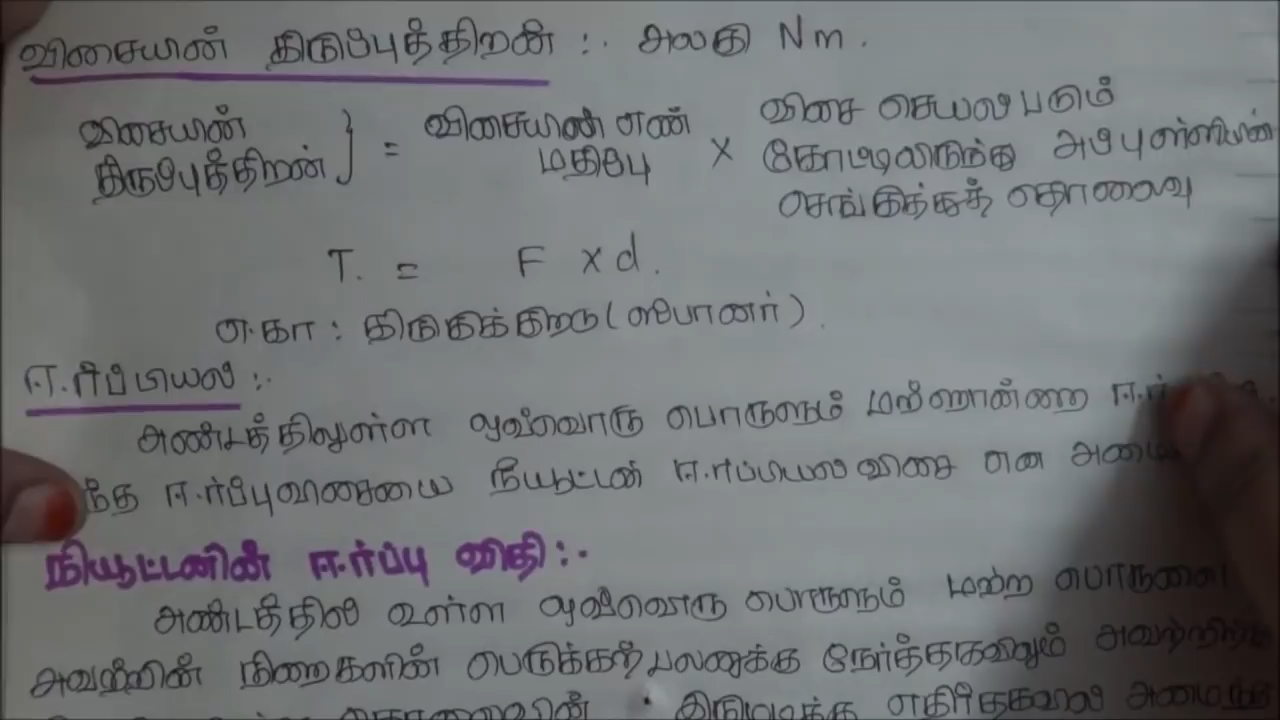 விசையின் திருப்புத்திறன் :. அலகு Nm.
விசையின் திருப்புத்திறன் } = விசையின் எண் மதிப்பு × விசை செயல்படும் கோட்டிலிருந்து அப்புள்ளியின் செங்குத்துத் தொலைவு
T. = F × d.
எ.கா : திருகுக்குறடு (ஸ்பேனர்).
ஈர்ப்பியல் :.
அண்டத்திலுள்ள ஒவ்வொரு பொருளும் மற்றொன்றை
ஈர்ப்புவிசையை நியூட்டன் ஈர்ப்பியல் விசை என
நியூட்டனின் ஈர்ப்பு விதி :.
அண்டத்தில் உள்ள ஒவ்வொரு பொருளும் மற்ற பொருளை
அவற்றின் நிறைகளின் பெருக்கற்பலனுக்கு நேர்த்தகவிலும்